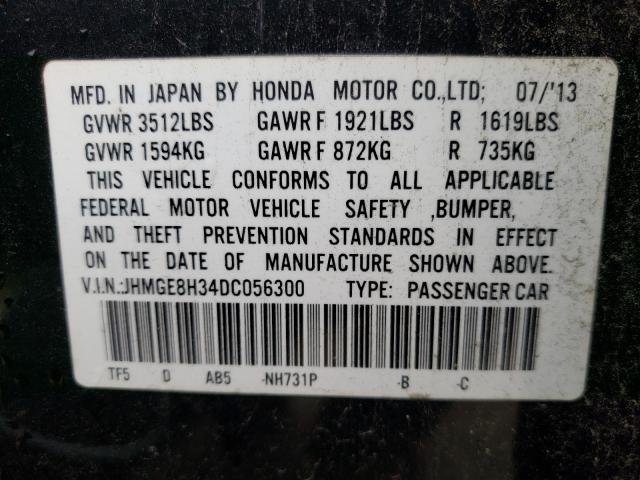 MFD. IN JAPAN BY HONDA MOTOR CO.,LTD; 07/'13
GVWR 3512LBS GAWR F 1921LBS R 1619LBS
GVWR 1594KG GAWR F 872KG R 735KG
THIS VEHICLE CONFORMS TO ALL APPLICABLE
FEDERAL MOTOR VEHICLE SAFETY ,BUMPER,
AND THEFT PREVENTION STANDARDS IN EFFECT
ON THE DATE OF MANUFACTURE SHOWN ABOVE.
V.I.N.:JHMGE8H34DC056300 TYPE: PASSENGER CAR
TF5 D AB5 -NH731P -B -C